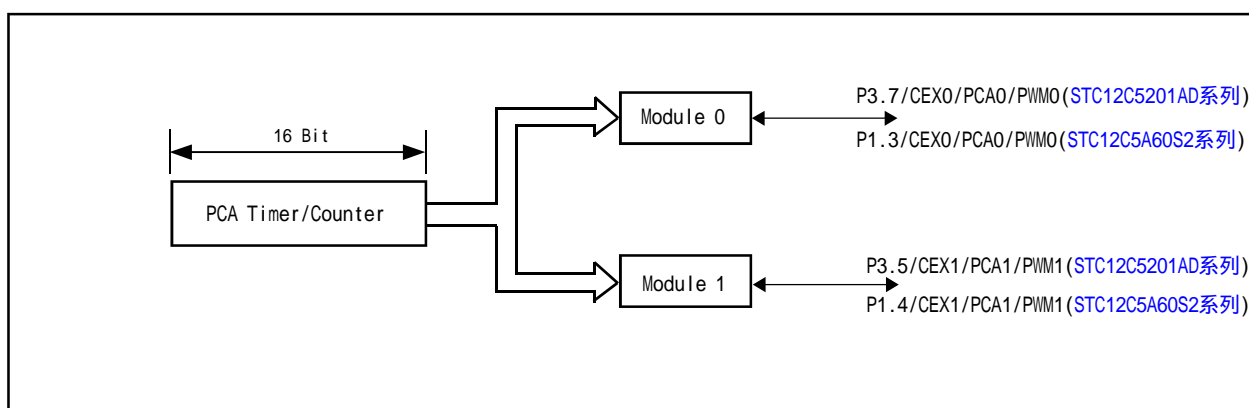 P3.7/CEX0/PCA0/PWM0(STC12C5201AD系列)
Module 0
16 Bit
P1.3/CEX0/PCA0/PWM0(STC12C5A60S2系列)
PCA Timer/Counter
P3.5/CEX1/PCA1/PWM1(STC12C5201AD系列)
Module 1
P1.4/CEX1/PCA1/PWM1(STC12C5A60S2系列)